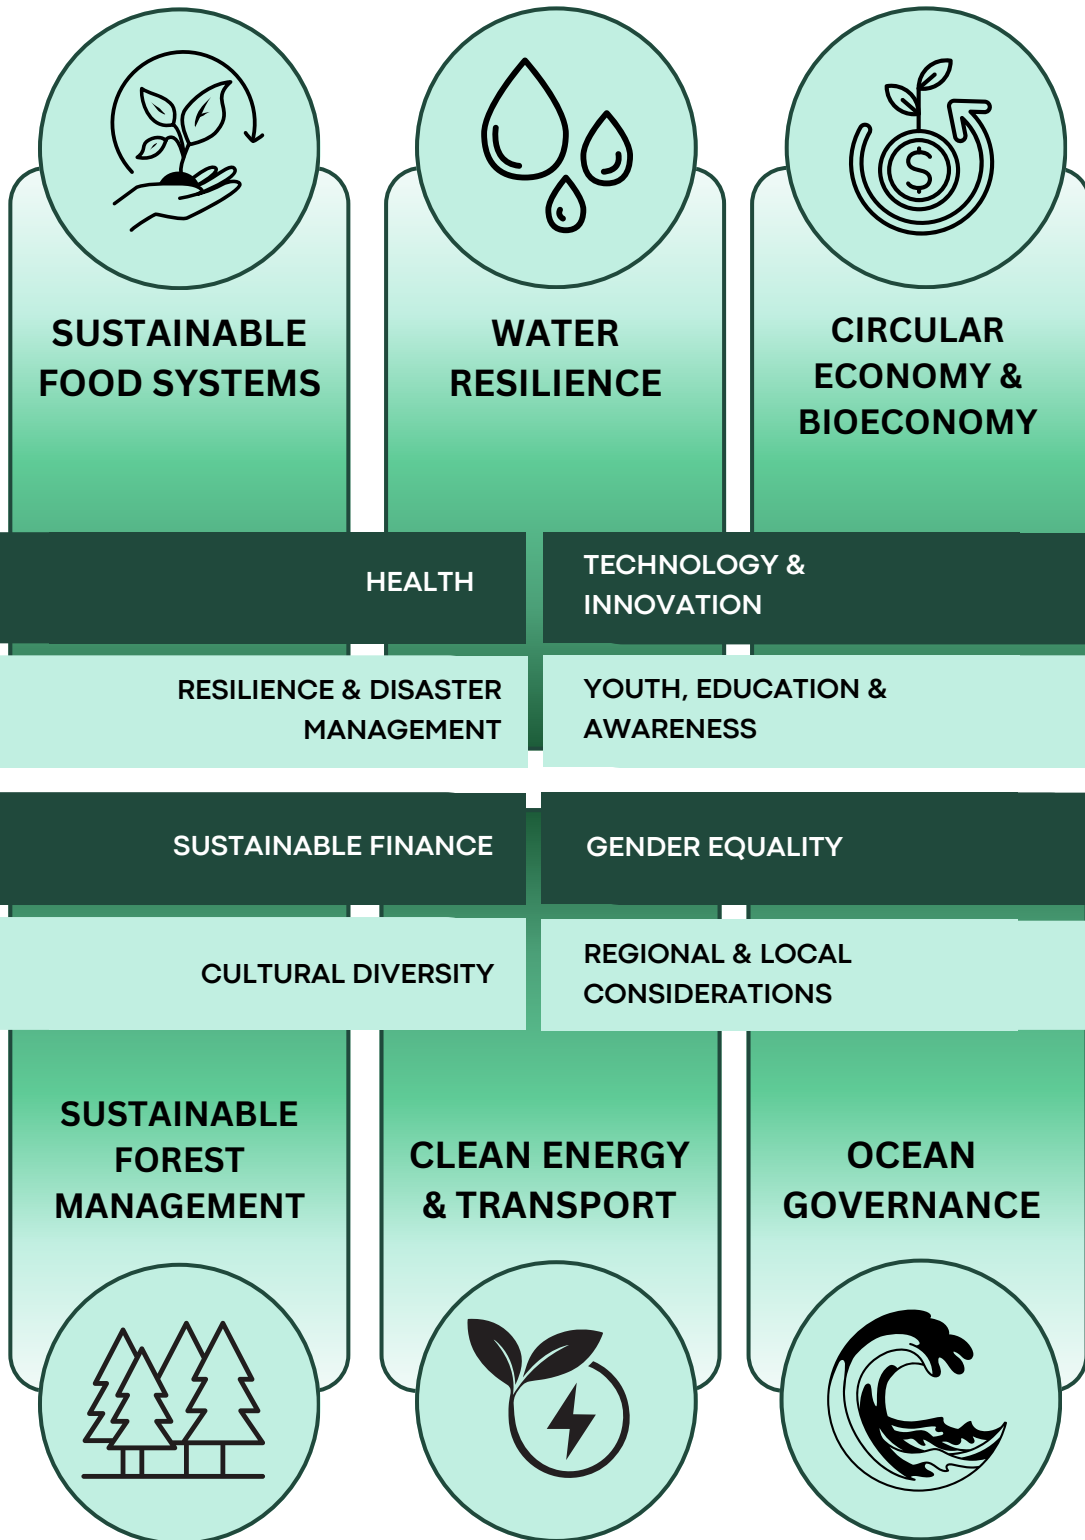 SUSTAINABLE
FOOD SYSTEMS
WATER
RESILIENCE
CIRCULAR
ECONOMY &
BIOECONOMY
HEALTH
TECHNOLOGY &
INNOVATION
RESILIENCE & DISASTER
MANAGEMENT
YOUTH, EDUCATION &
AWARENESS
SUSTAINABLE FINANCE
GENDER EQUALITY
CULTURAL DIVERSITY
REGIONAL & LOCAL
CONSIDERATIONS
SUSTAINABLE
FOREST
MANAGEMENT
CLEAN ENERGY
& TRANSPORT
OCEAN
GOVERNANCE